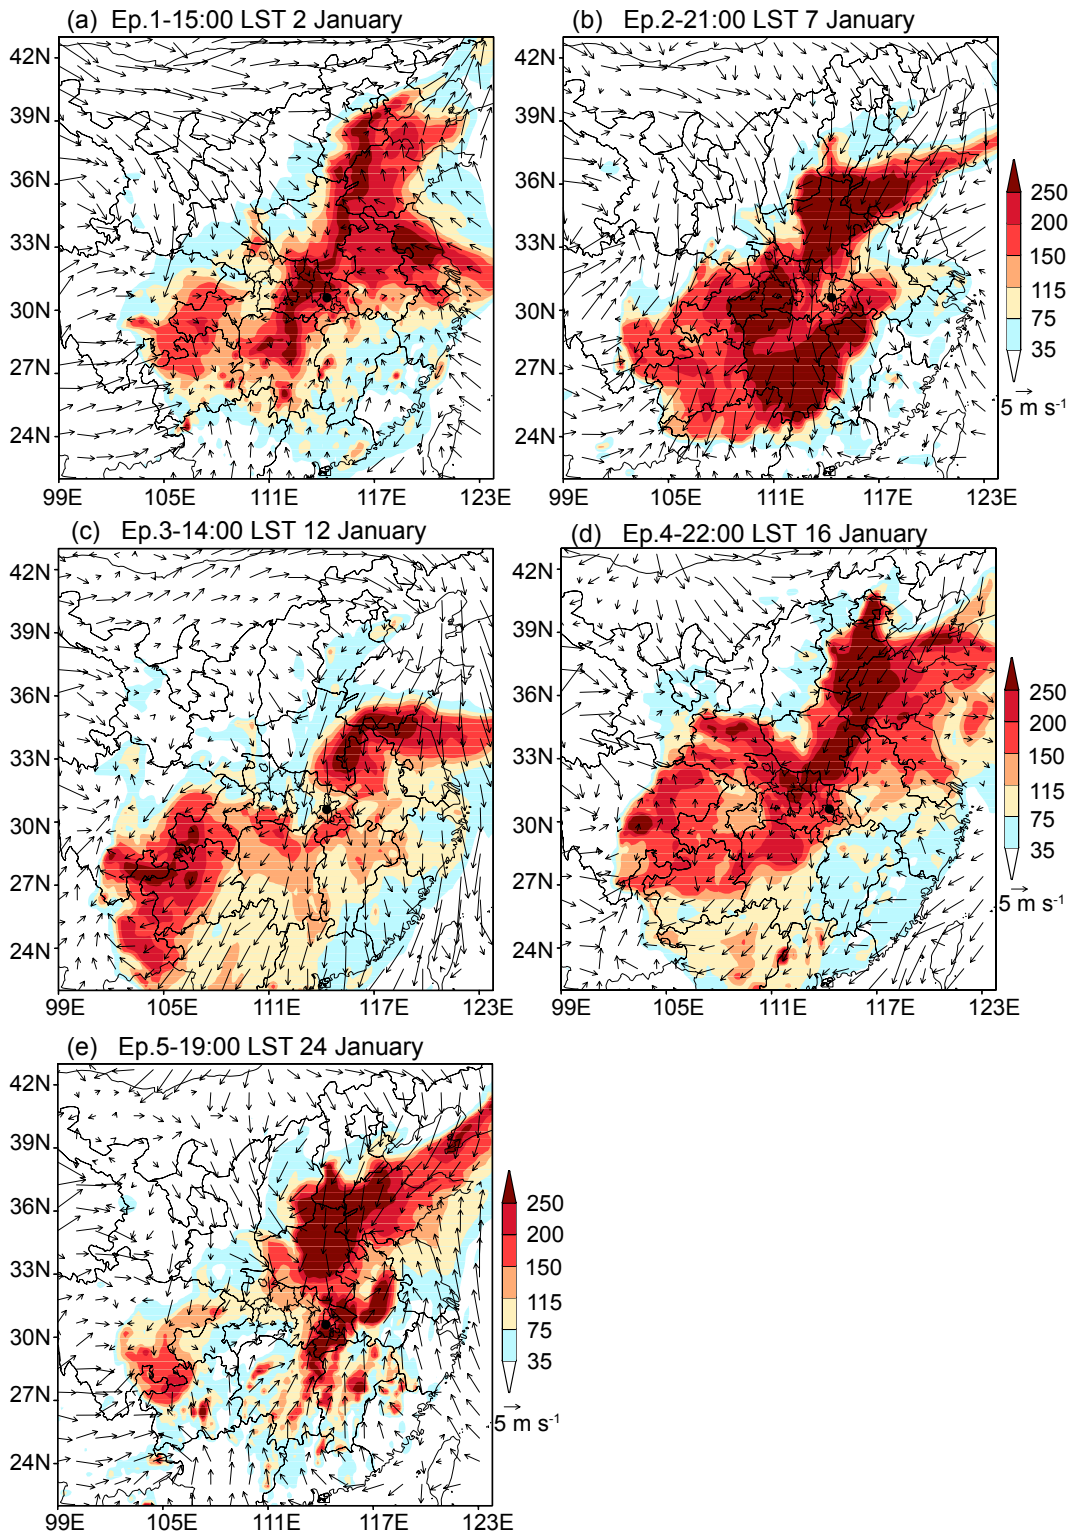 (a) Ep.1-15:00 LST 2 January
42N
39N
36N
33N
30N
27N
24N
99E 105E 111E 117E 123E
(b) Ep.2-21:00 LST 7 January
42N
39N
36N
33N
30N
27N
24N
99E 105E 111E 117E 123E
250
200
150
115
75
35
5 m s-1
(c) Ep.3-14:00 LST 12 January
42N
39N
36N
33N
30N
27N
24N
99E 105E 111E 117E 123E
(d) Ep.4-22:00 LST 16 January
42N
39N
36N
33N
30N
27N
24N
99E 105E 111E 117E 123E
250
200
150
115
75
35
5 m s-1
(e) Ep.5-19:00 LST 24 January
42N
39N
36N
33N
30N
27N
24N
99E 105E 111E 117E 123E
250
200
150
115
75
35
5 m s-1